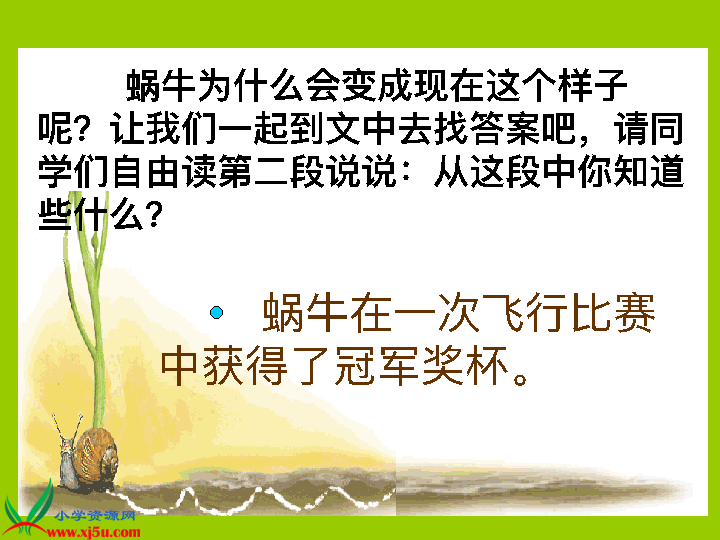 蜗牛为什么会变成现在这个样子
呢？让我们一起到文中去找答案吧，请同
学们自由读第二段说说：从这段中你知道
些什么？
蜗牛在一次飞行比赛
中获得了冠军奖杯。
小学资源网
www.xj5u.com